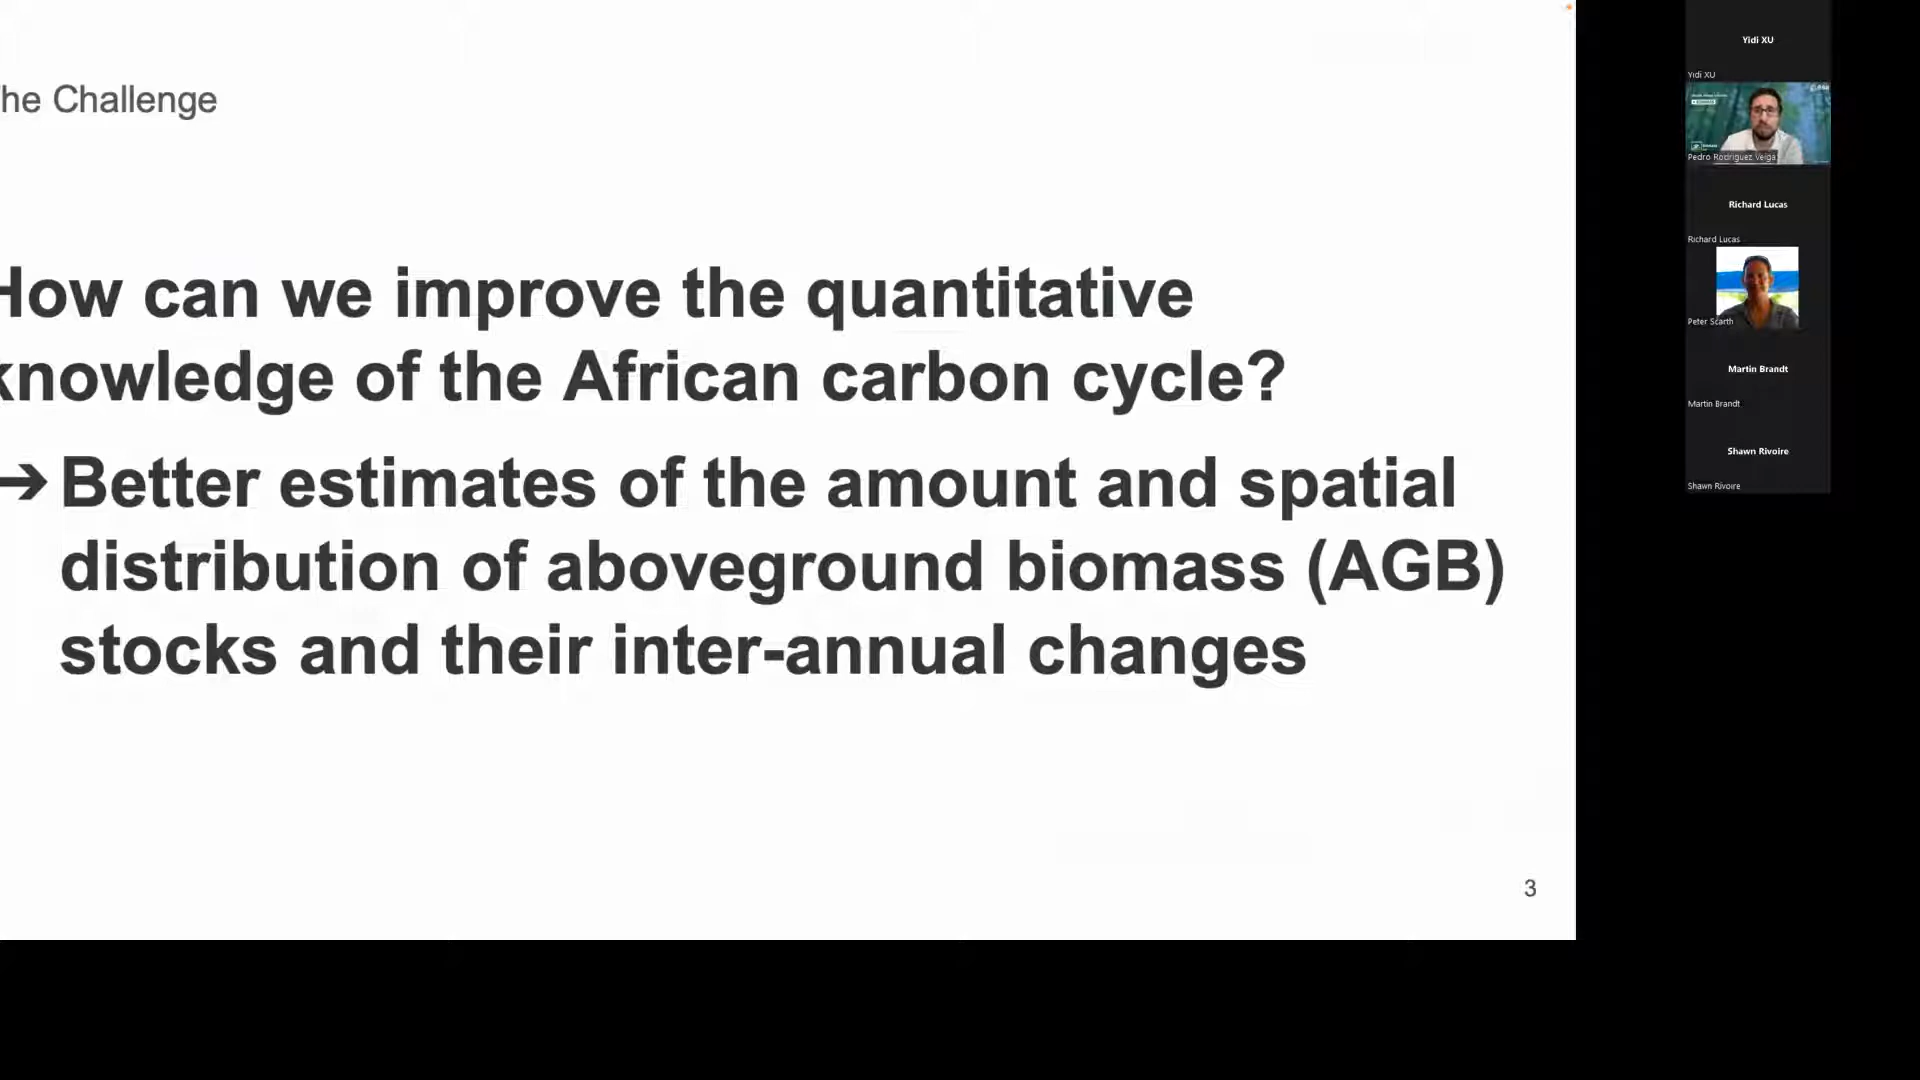 he Challenge
How can we improve the quantitative
knowledge of the African carbon cycle?
→ Better estimates of the amount and spatial
distribution of aboveground biomass (AGB)
stocks and their inter-annual changes
3
Yidi XU
Yidi XU
Pedro Rodriguez Veiga
Richard Lucas
Richard Lucas
Peter Scarth
Martin Brandt
Martin Brandt
Shawn Rivoire
Shawn Rivoire